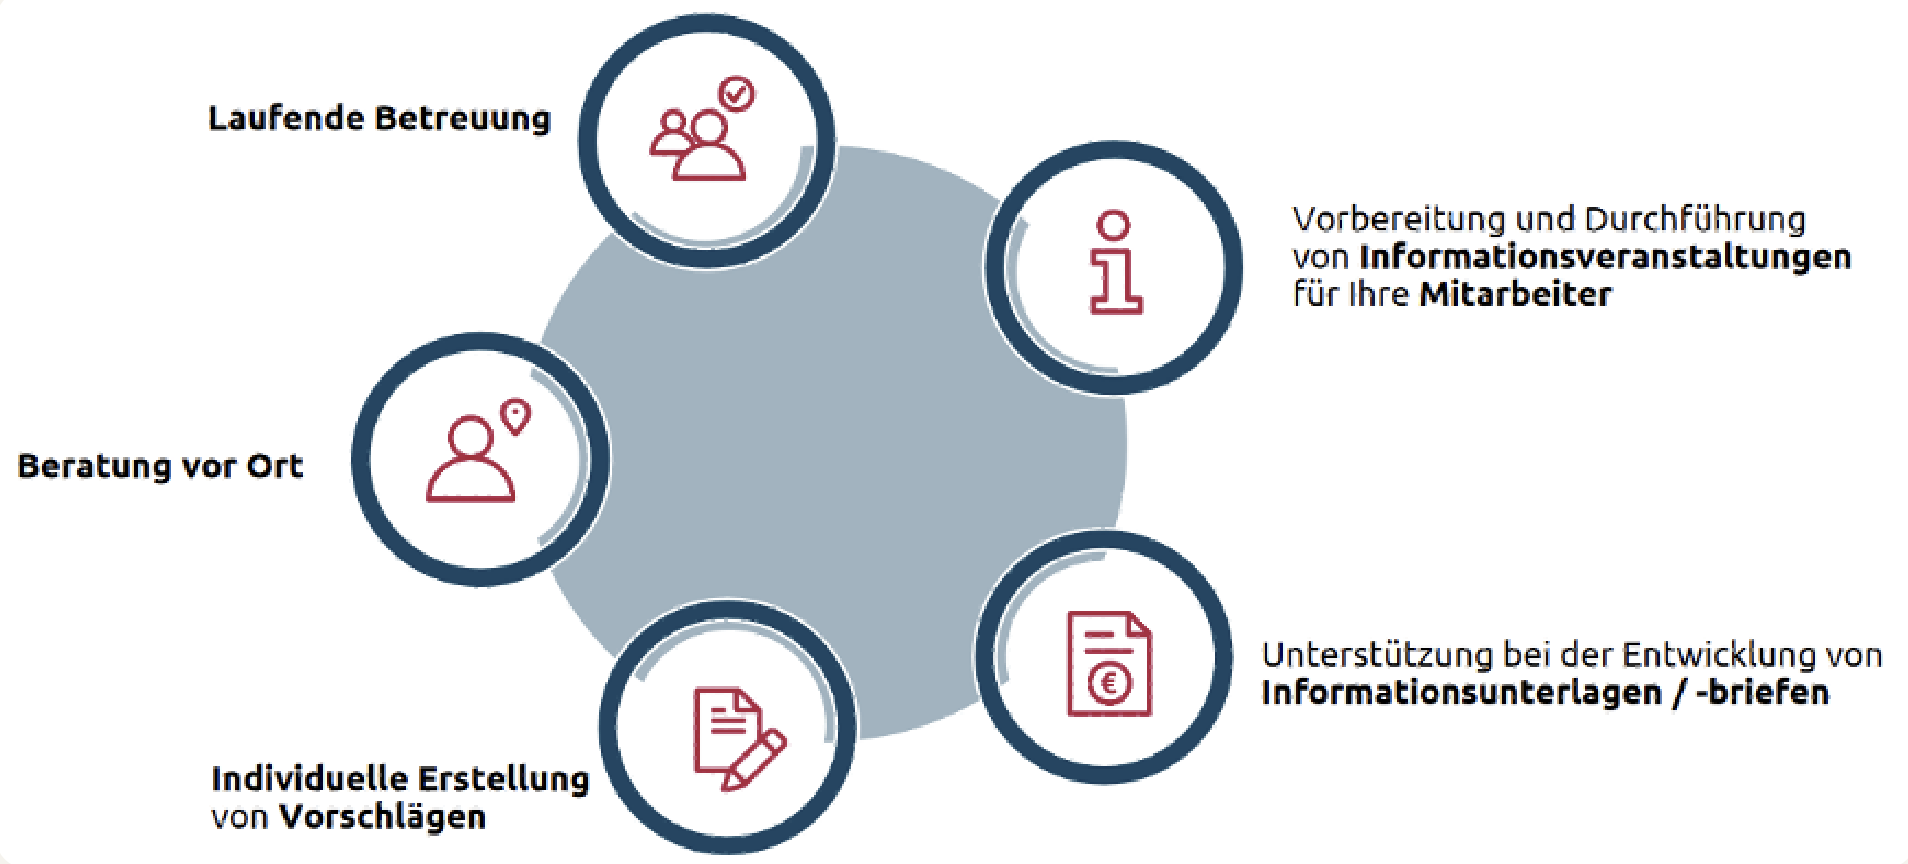 Laufende Betreuung
Vorbereitung und Durchführung
von Informationsveranstaltungen
für Ihre Mitarbeiter
Beratung vor Ort
€
Unterstützung bei der Entwicklung von
Informationsunterlagen / -briefen
Individuelle Erstellung
von Vorschlägen